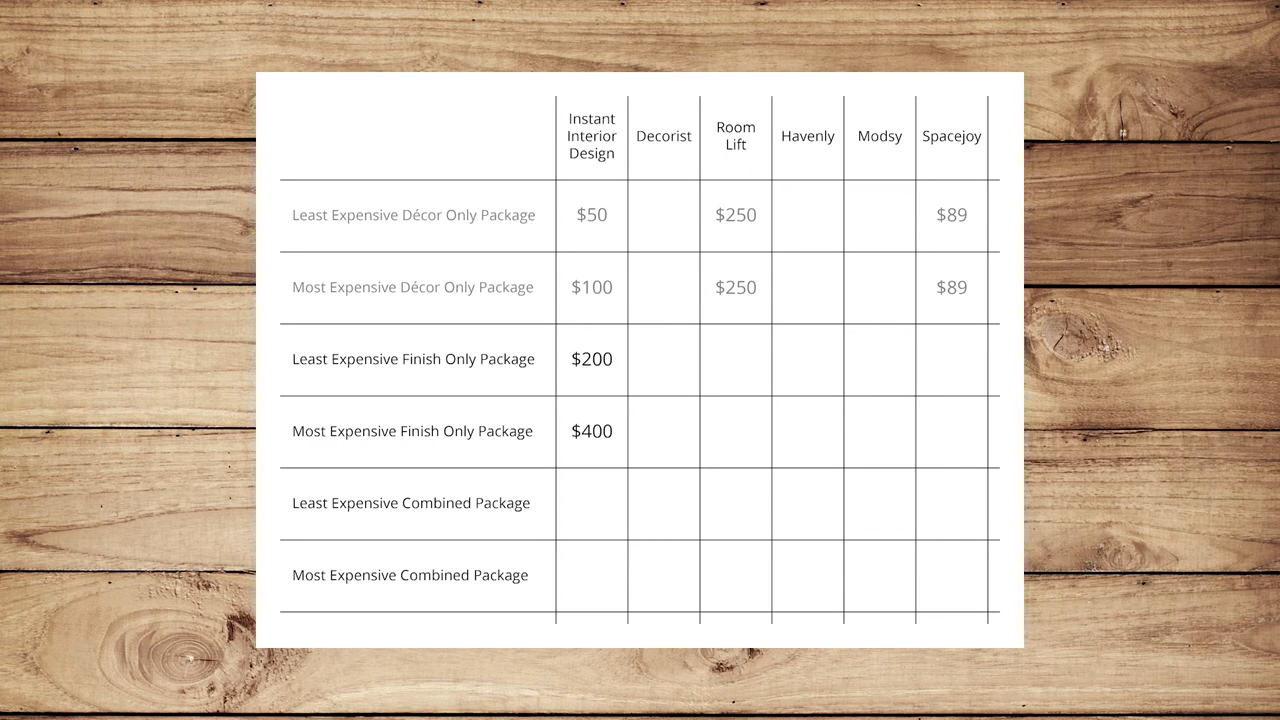 Instant Interior Design Decorist Room Lift Havenly Modsy Spacejoy
Least Expensive Décor Only Package $50 $250 $89
Most Expensive Décor Only Package $100 $250 $89
Least Expensive Finish Only Package $200
Most Expensive Finish Only Package $400
Least Expensive Combined Package
Most Expensive Combined Package